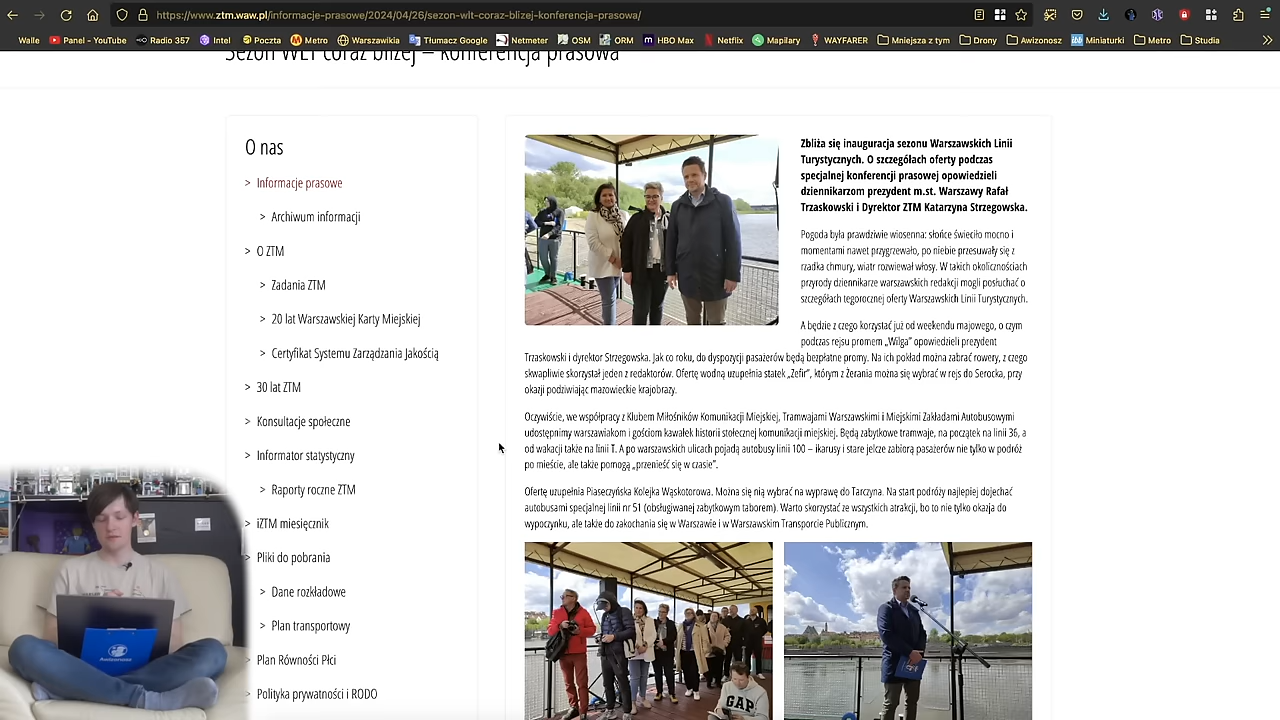 https://www.ztm.waw.pl/informacje-prasowe/2024/04/26/sezon-wlt-coraz-blizej-konferencja-prasowa/
Walle Panel - YouTube Radio 357 Intel Poczta Metro Warszawikia Tłumacz Google Netmeter OSM ORM HBO Max Netflix Mapilary WAYFARER Mniejsza z tym Drony Awizonosz Miniaturki Metro Studia
Sezon WLT coraz bliżej – konferencja prasowa
O nas
> Informacje prasowe
> Archiwum informacji
> O ZTM
> Zadania ZTM
> 20 lat Warszawskiej Karty Miejskiej
> Certyfikat Systemu Zarządzania Jakością
> 30 lat ZTM
> Konsultacje społeczne
> Informator statystyczny
> Raporty roczne ZTM
> iZTM miesięcznik
> Pliki do pobrania
> Dane rozkładowe
> Plan transportowy
> Plan Równości Płci
> Polityka prywatności i RODO
Zbliża się inauguracja sezonu Warszawskich Linii
Turystycznych. O szczegółach oferty podczas
specjalnej konferencji prasowej opowiedzieli
dziennikarzom prezydent m.st. Warszawy Rafał
Trzaskowski i Dyrektor ZTM Katarzyna Strzegowska.
Pogoda była prawdziwie wiosenna: słońce świeciło mocno i
momentami nawet przygrzewało, po niebie przesuwały się z
rzadka chmury, wiatr rozwiewał włosy. W takich okolicznościach
przyrody dziennikarze warszawskich redakcji mogli posłuchać o
szczegółach tegorocznej oferty Warszawskich Linii Turystycznych.
A będzie z czego korzystać już od weekendu majowego, o czym
podczas rejsu promem „Wilga” opowiedzieli prezydent
Trzaskowski i dyrektor Strzegowska. Jak co roku, do dyspozycji pasażerów będą bezpłatne promy. Na ich pokład można zabrać rowery, z czego
skwapliwie skorzystał jeden z redaktorów. Ofertę wodną uzupełnia statek „Zefir”, którym z Żerania można się wybrać w rejs do Serocka, przy
okazji podziwiając mazowieckie krajobrazy.
Oczywiście, we współpracy z Klubem Miłośników Komunikacji Miejskiej, Tramwajami Warszawskimi i Miejskimi Zakładami Autobusowymi
udostępnimy warszawiakom i gościom kawałek historii stołecznej komunikacji miejskiej. Będą zabytkowe tramwaje, na początek na linii 36, a
od wakacji także na linii T. A po warszawskich ulicach pojadą autobusy linii 100 – ikarusy i stare jelcze zabiorą pasażerów nie tylko w podróż
po mieście, ale także pomogą „przenieść się w czasie”.
Ofertę uzupełnia Piaseczyńska Kolejka Wąskotorowa. Można się nią wybrać na wyprawę do Tarczyna. Na start podróży najlepiej dojechać
autobusami specjalnej linii nr 51 (obsługiwanej zabytkowym taborem). Warto skorzystać ze wszystkich atrakcji, bo to nie tylko okazja do
wypoczynku, ale także do zakochania się w Warszawie i w Warszawskim Transporcie Publicznym.
GAP
Awizonosz